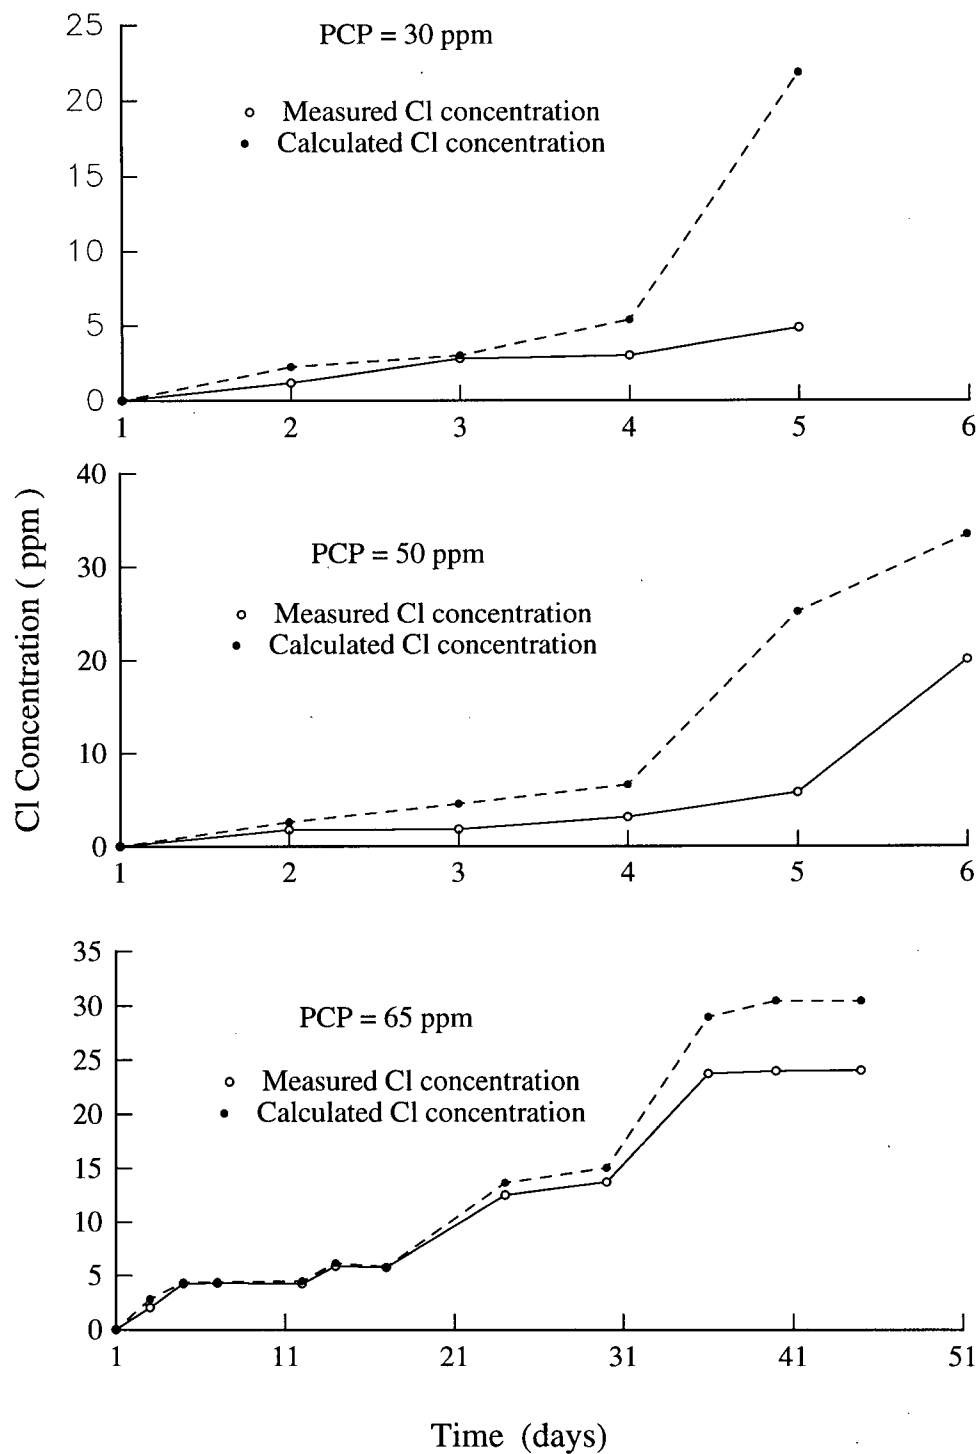 25
PCP = 30 ppm
20
Measured Cl concentration
Calculated Cl concentration
15
10
5
0
1 2 3 4 5 6
Cl Concentration ( ppm )
40
PCP = 50 ppm
30
Measured Cl concentration
Calculated Cl concentration
20
10
0
1 2 3 4 5 6
35
30
PCP = 65 ppm
25
Measured Cl concentration
Calculated Cl concentration
20
15
10
5
0
1 11 21 31 41 51
Time (days)